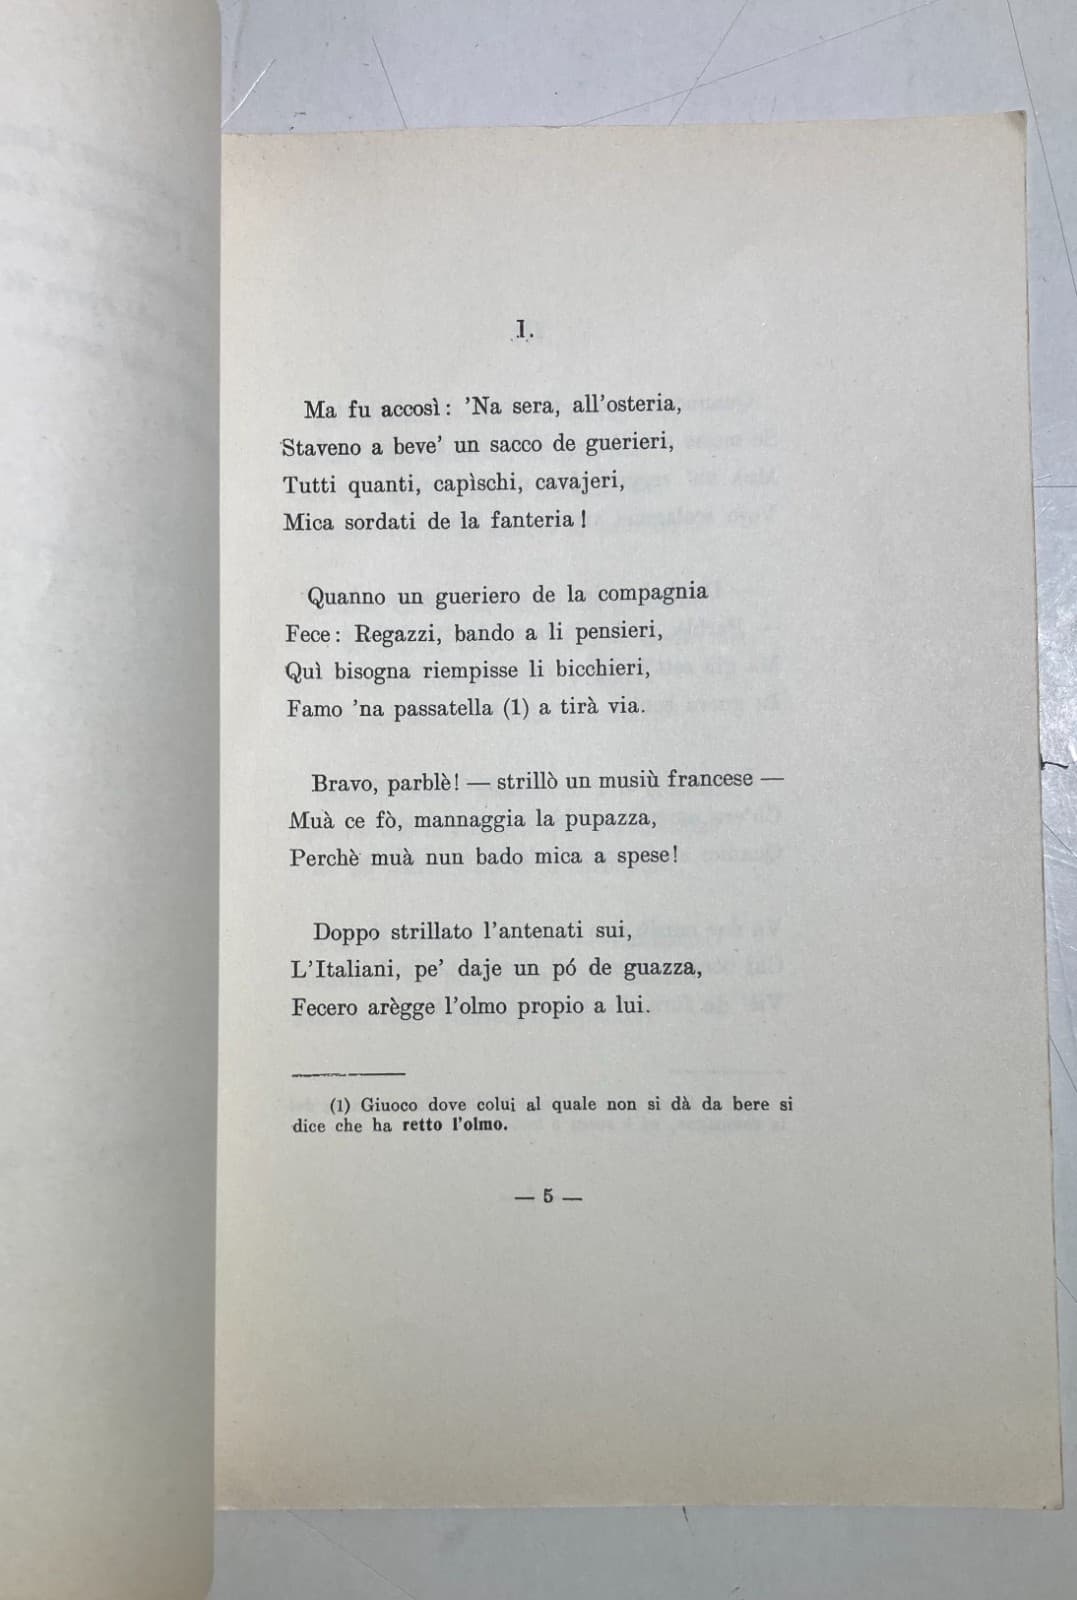 I.
Ma fu accosì: 'Na sera, all'osteria,
Staveno a beve' un sacco de guerieri,
Tutti quanti, capìschi, cavajeri,
Mica sordati de la fanteria!
Quanno un gueriero de la compagnia
Fece: Regazzi, bando a li pensieri,
Quì bisogna riempisse li bicchieri,
Famo 'na passatella (1) a tirà via.
Bravo, parblè! — strillò un musiù francese —
Muà ce fò, mannaggia la pupazza,
Perchè muà nun bado mica a spese!
Doppo strillato l'antenati sui,
L'Italiani, pe' daje un pó de guazza,
Fecero arègge l'olmo propio a lui.
(1) Giuoco dove colui al quale non si dà da bere si
dice che ha retto l'olmo.
— 5 —